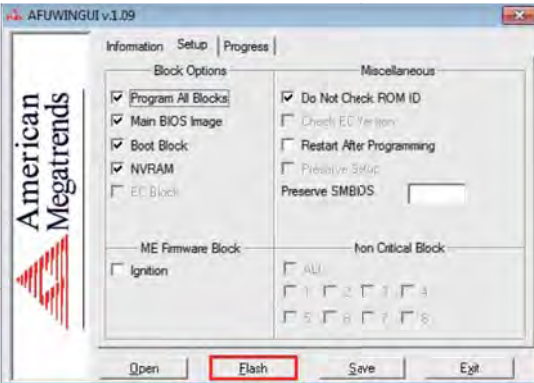 AFUWINGUI v.1.09
American
Megatrends
Information Setup Progress
Block Options
Program All Blocks
Main BIOS Image
Boot Block
NVRAM
EC Block
Miscellaneous
Do Not Check ROM ID
Check EC Version
Restart After Programming
Preserve Setup
Preserve SMBIOS
ME Firmware Block
Ignition
Non Critical Block
ALL
1 2 3 4
5 6 7 8
Open Flash Save Exit